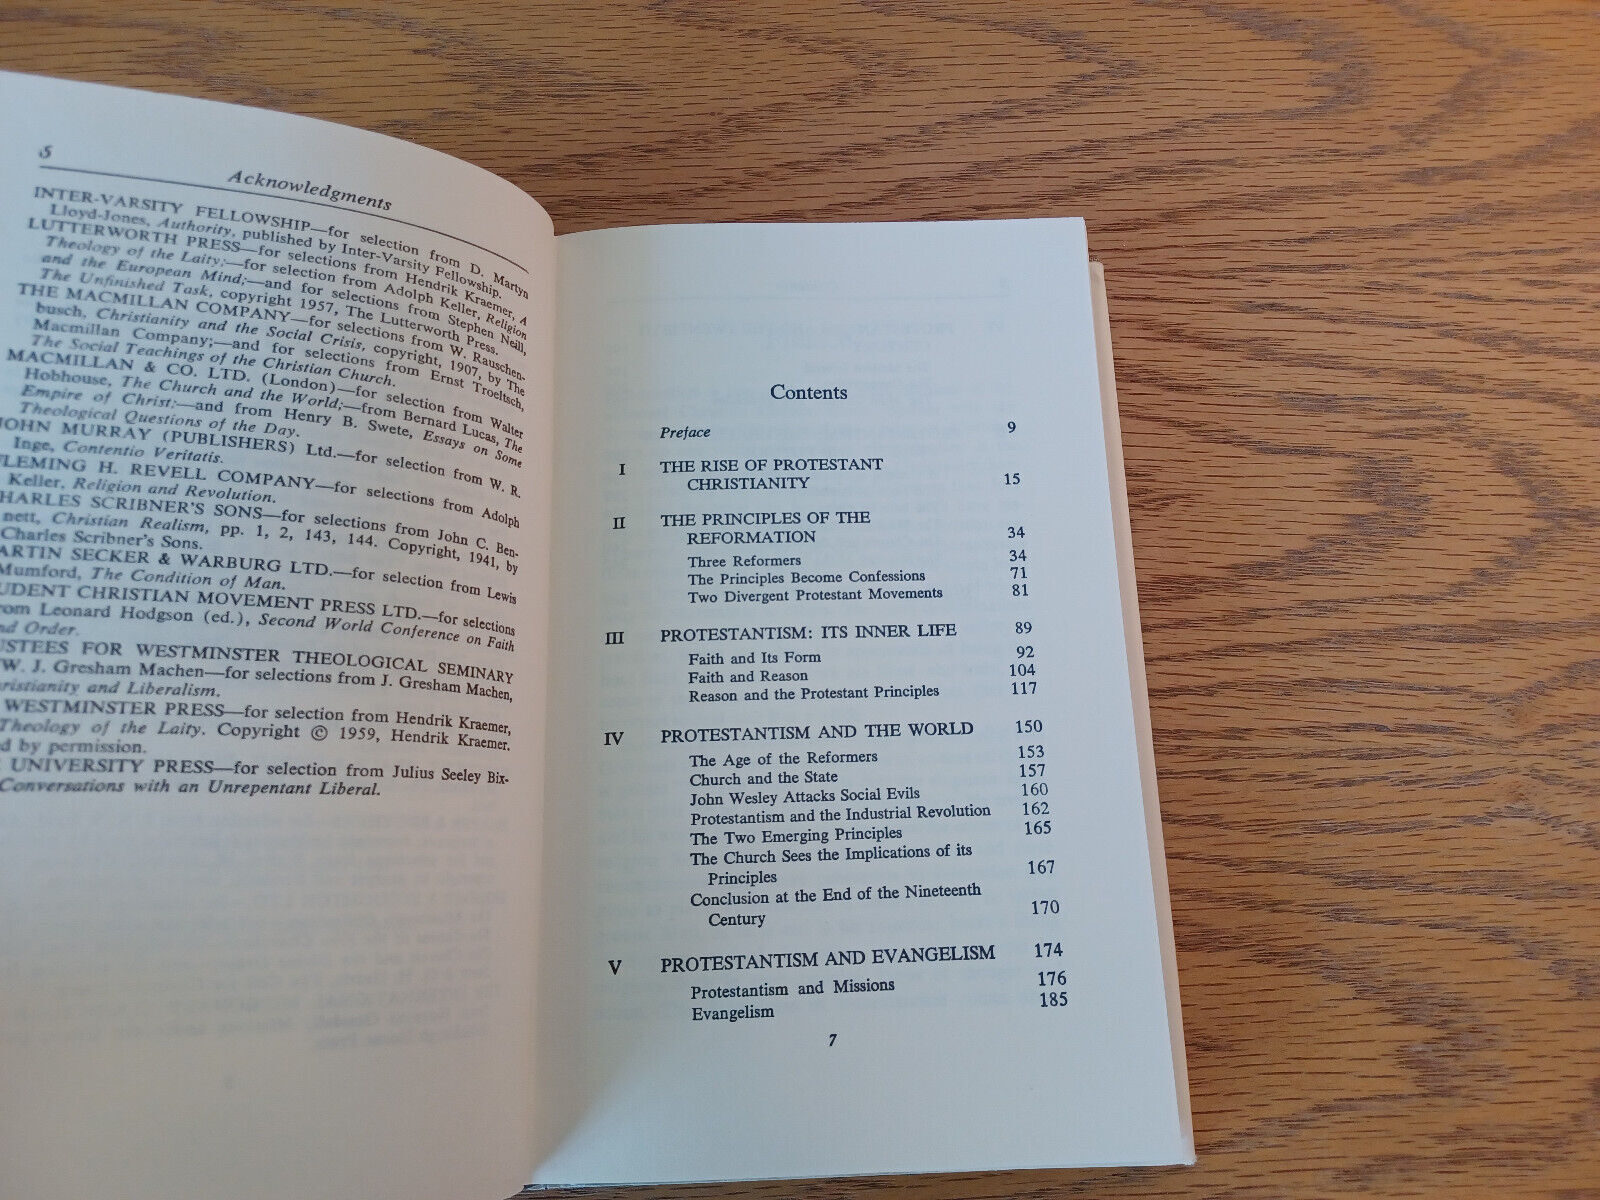 5
Acknowledgments
INTER-VARSITY FELLOWSHIP—for selection from D. Martyn
Lloyd-Jones, Authority, published by Inter-Varsity Fellowship.
LUTTERWORTH PRESS—for selections from Hendrik Kraemer, A
Theology of the Laity;—for selection from Adolph Keller, Religion
and the European Mind;—and for selections from Stephen Neill,
The Unfinished Task, copyright 1957, The Lutterworth Press.
THE MACMILLAN COMPANY—for selections from W. Rauschen-
busch, Christianity and the Social Crisis, copyright, 1907, by The
Macmillan Company;—and for selections from Ernst Troeltsch,
The Social Teachings of the Christian Church.
MACMILLAN & CO. LTD. (London)—for selection from Walter
Hobhouse, The Church and the World;—from Bernard Lucas, The
Empire of Christ;—and from Henry B. Swete, Essays on Some
Theological Questions of the Day.
JOHN MURRAY (PUBLISHERS) Ltd.—for selection from W. R.
Inge, Contentio Veritatis.
FLEMING H. REVELL COMPANY—for selections from Adolph
Keller, Religion and Revolution.
HARLES SCRIBNER'S SONS—for selections from John C. Ben-
nett, Christian Realism, pp. 1, 2, 143, 144. Copyright, 1941, by
Charles Scribner's Sons.
ARTIN SECKER & WARBURG LTD.—for selection from Lewis
Mumford, The Condition of Man.
UDENT CHRISTIAN MOVEMENT PRESS LTD.—for selections
rom Leonard Hodgson (ed.), Second World Conference on Faith
nd Order.
USTEES FOR WESTMINSTER THEOLOGICAL SEMINARY
W. J. Gresham Machen—for selections from J. Gresham Machen,
hristianity and Liberalism.
WESTMINSTER PRESS—for selection from Hendrik Kraemer,
Theology of the Laity. Copyright © 1959, Hendrik Kraemer.
d by permission.
UNIVERSITY PRESS—for selection from Julius Seeley Bix-
Conversations with an Unrepentant Liberal.
Contents
Preface 9
I THE RISE OF PROTESTANT
CHRISTIANITY 15
II THE PRINCIPLES OF THE
REFORMATION 34
Three Reformers 34
The Principles Become Confessions 71
Two Divergent Protestant Movements 81
III PROTESTANTISM: ITS INNER LIFE 89
Faith and Its Form 92
Faith and Reason 104
Reason and the Protestant Principles 117
IV PROTESTANTISM AND THE WORLD 150
The Age of the Reformers 153
Church and the State 157
John Wesley Attacks Social Evils 160
Protestantism and the Industrial Revolution 162
The Two Emerging Principles 165
The Church Sees the Implications of its
Principles 167
Conclusion at the End of the Nineteenth
Century 170
V PROTESTANTISM AND EVANGELISM 174
Protestantism and Missions 176
Evangelism 185
7